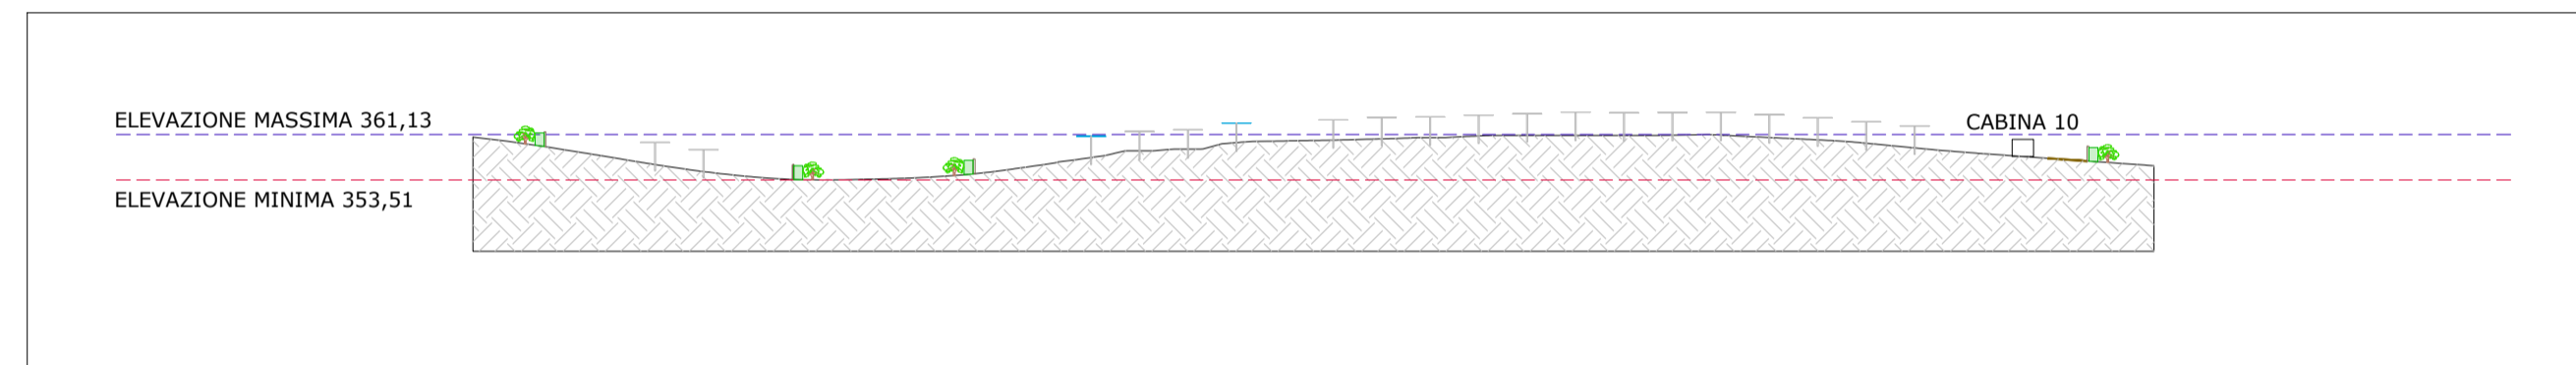 ELEVAZIONE MASSIMA 361,13
CABINA 10
ELEVAZIONE MINIMA 353,51